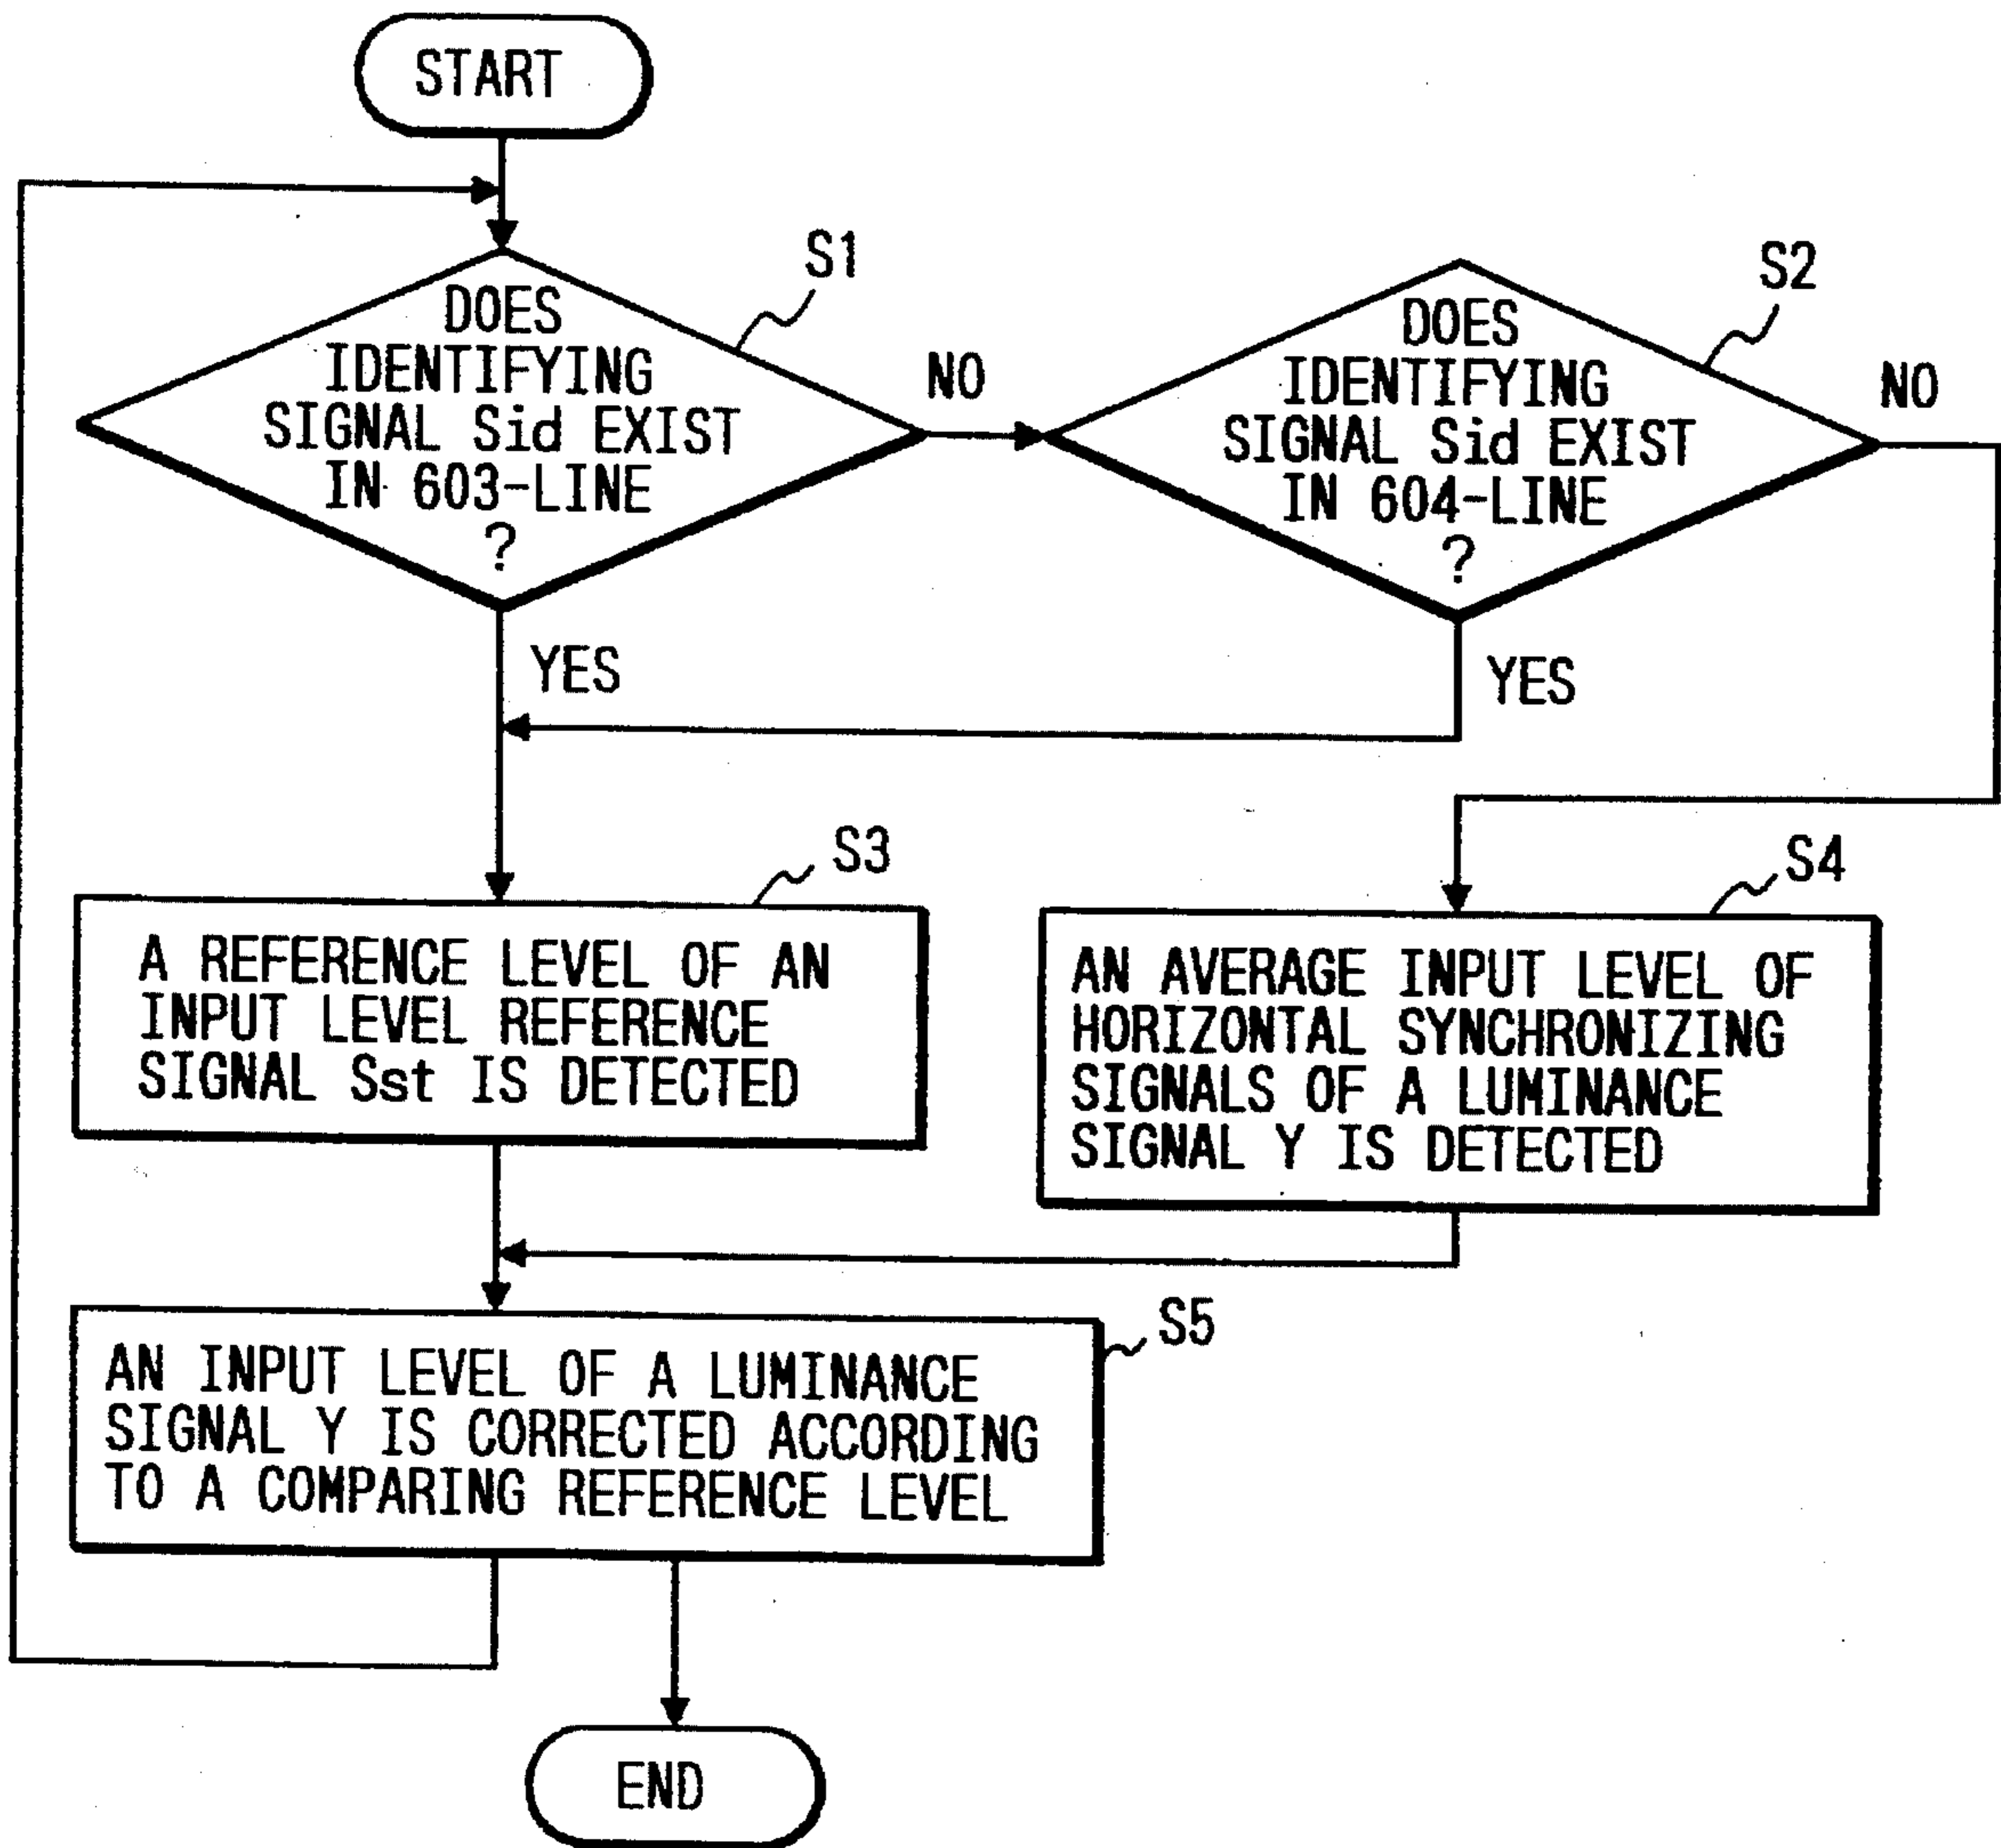 START
S1
DOES
IDENTIFYING
SIGNAL Sid EXIST
IN 603-LINE
?
NO
YES
S2
DOES
IDENTIFYING
SIGNAL Sid EXIST
IN 604-LINE
?
NO
YES
S3
A REFERENCE LEVEL OF AN
INPUT LEVEL REFERENCE
SIGNAL Sst IS DETECTED
S4
AN AVERAGE INPUT LEVEL OF
HORIZONTAL SYNCHRONIZING
SIGNALS OF A LUMINANCE
SIGNAL Y IS DETECTED
S5
AN INPUT LEVEL OF A LUMINANCE
SIGNAL Y IS CORRECTED ACCORDING
TO A COMPARING REFERENCE LEVEL
END